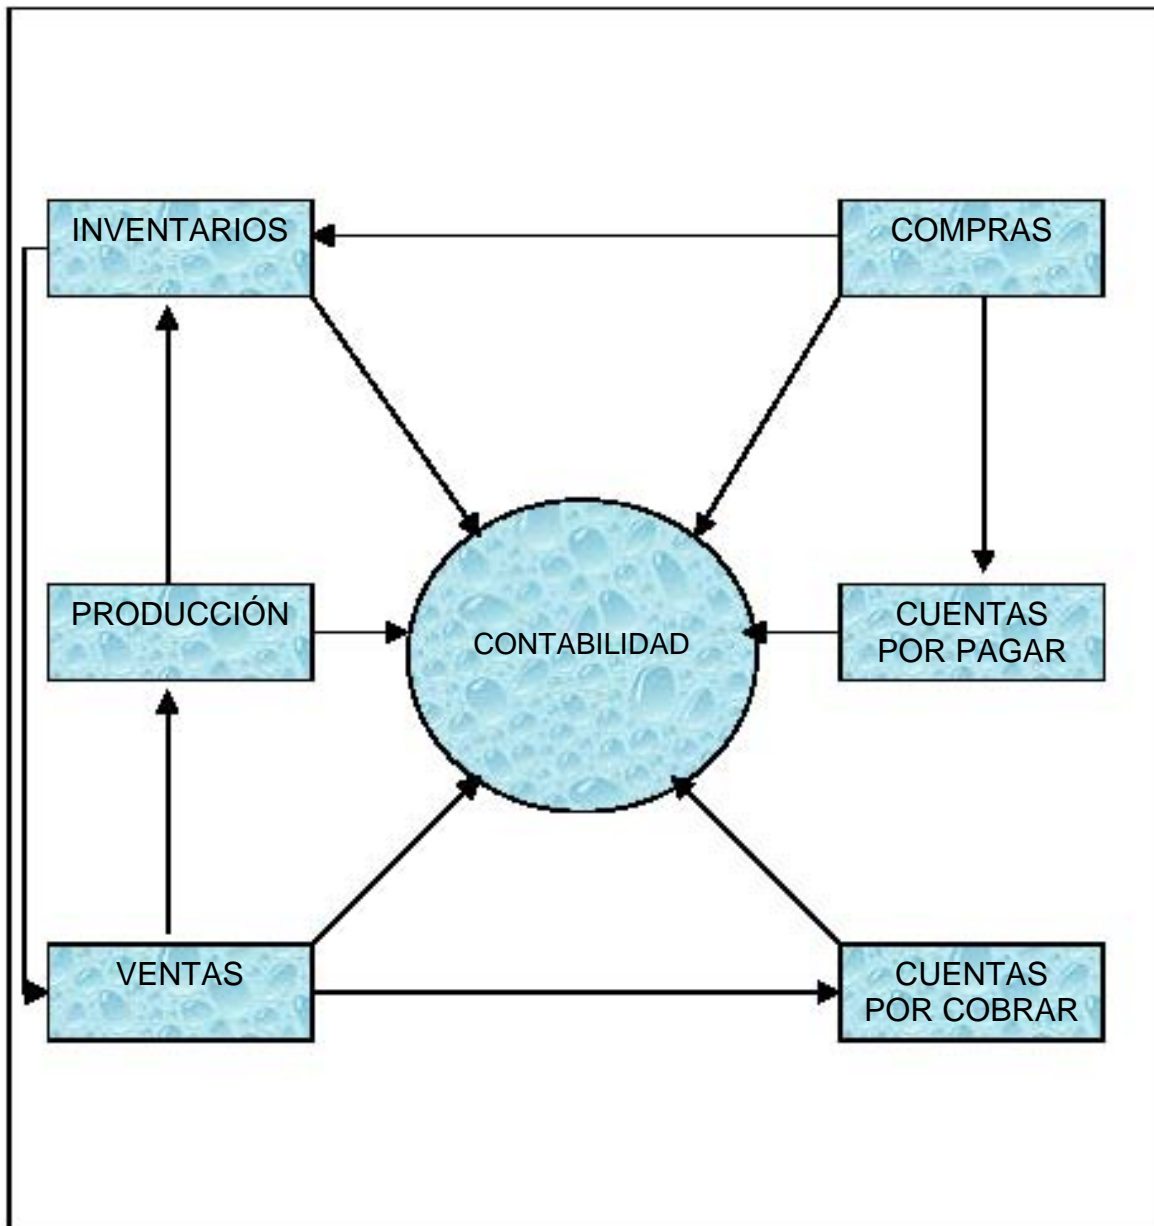 INVENTARIOS
COMPRAS
PRODUCCIÓN
CONTABILIDAD
CUENTAS
POR PAGAR
VENTAS
CUENTAS
POR COBRAR